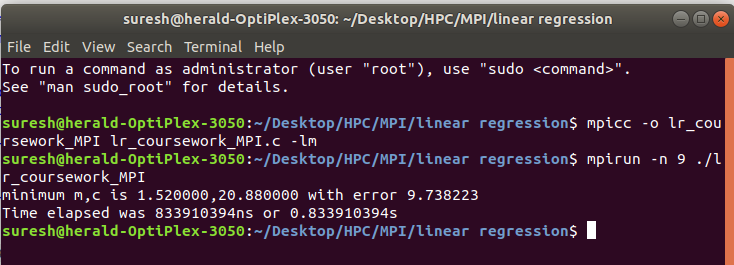 suresh@herald-OptiPlex-3050: ~/Desktop/HPC/MPI/linear regression
File Edit View Search Terminal Help
To run a command as administrator (user "root"), use "sudo <command>".
See "man sudo_root" for details.
suresh@herald-OptiPlex-3050:~/Desktop/HPC/MPI/linear regression$ mpicc -o lr_cou
rsework_MPI lr_coursework_MPI.c -lm
suresh@herald-OptiPlex-3050:~/Desktop/HPC/MPI/linear regression$ mpirun -n 9 ./l
r_coursework_MPI
minimum m,c is 1.520000,20.880000 with error 9.738223
Time elapsed was 833910394ns or 0.833910394s
suresh@herald-OptiPlex-3050:~/Desktop/HPC/MPI/linear regression$